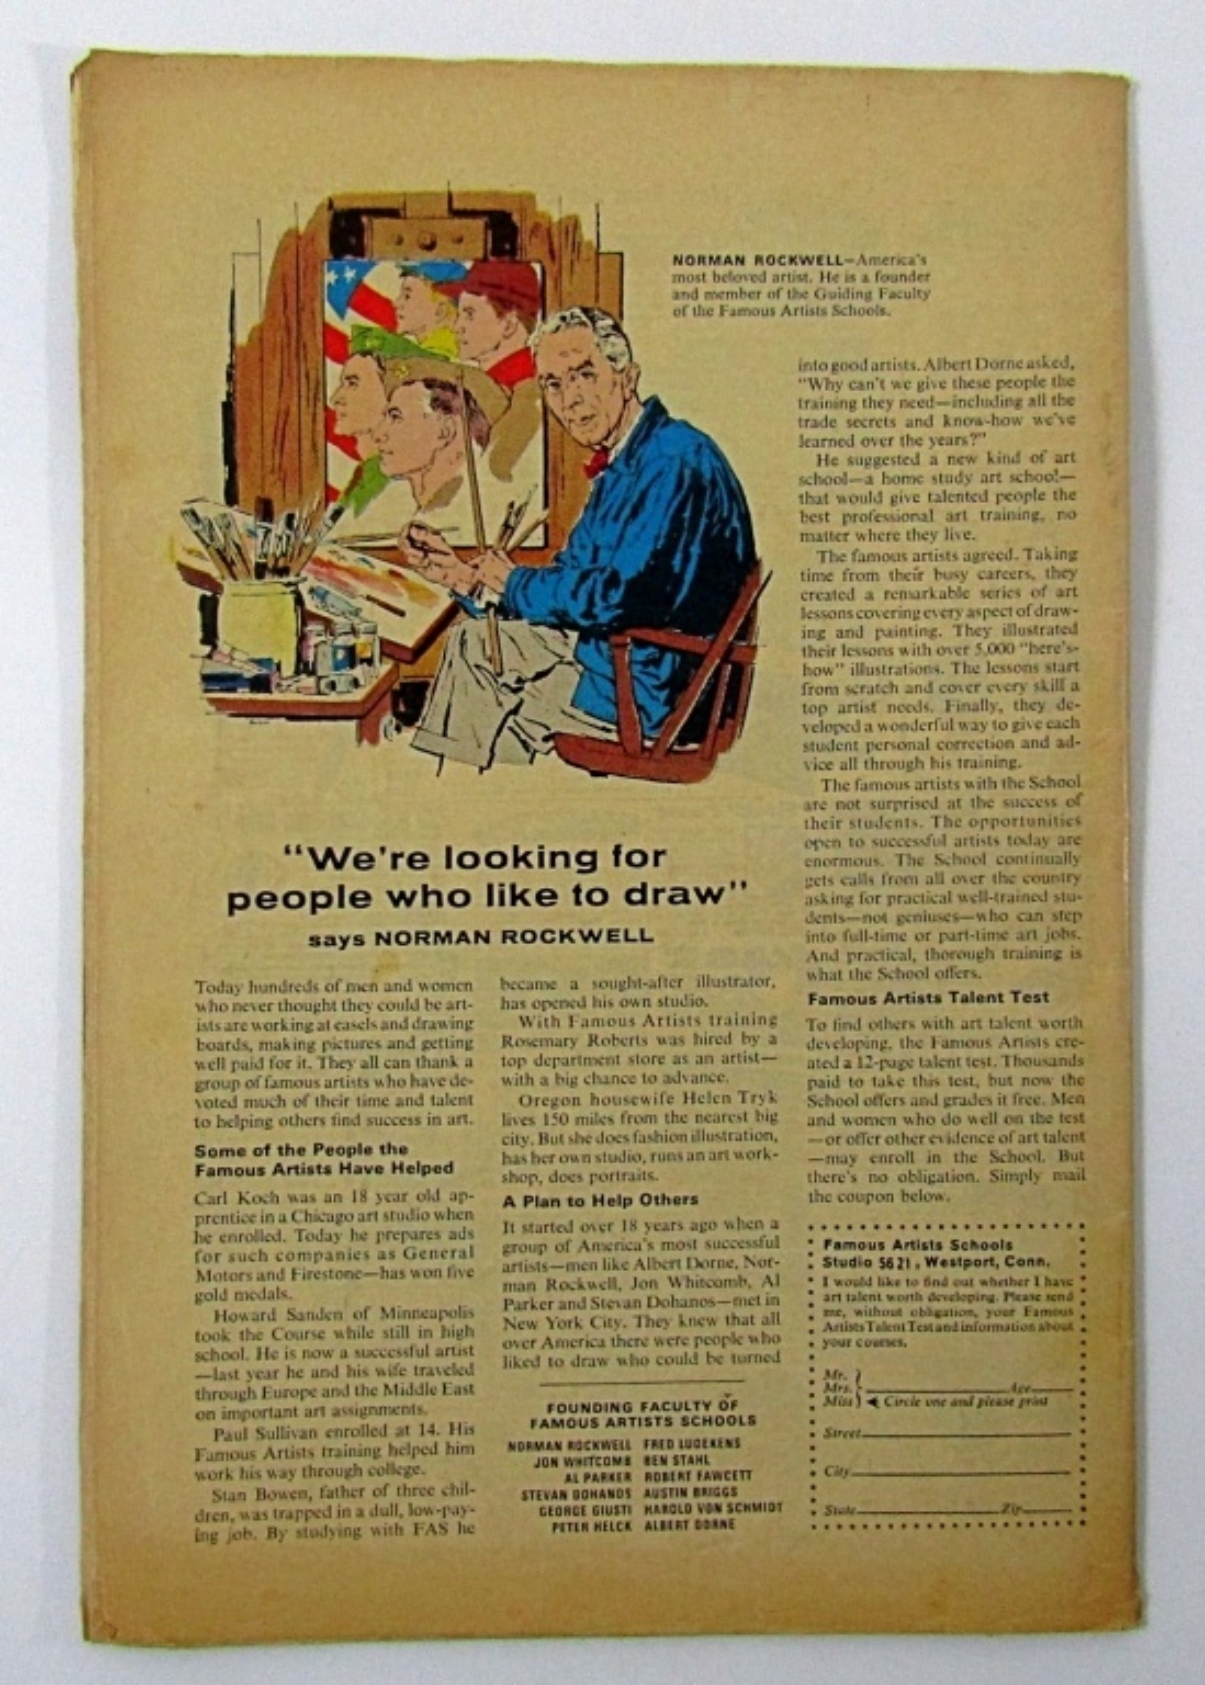 NORMAN ROCKWELL—America's
most beloved artist. He is a founder
and member of the Guiding Faculty
of the Famous Artists Schools.
"We're looking for
people who like to draw"
says NORMAN ROCKWELL
Today hundreds of men and women
who never thought they could be art-
ists are working at easels and drawing
boards, making pictures and getting
well paid for it. They all can thank a
group of famous artists who have de-
voted much of their time and talent
to helping others find success in art.
Some of the People the
Famous Artists Have Helped
Carl Koch was an 18 year old ap-
prentice in a Chicago art studio when
he enrolled. Today he prepares ads
for such companies as General
Motors and Firestone—has won five
gold medals.
Howard Sanden of Minneapolis
took the Course while still in high
school. He is now a successful artist
—last year he and his wife traveled
through Europe and the Middle East
on important art assignments.
Paul Sullivan enrolled at 14. His
Famous Artists training helped him
work his way through college.
Stan Bowen, father of three chil-
dren, was trapped in a dull, low-pay-
ing job. By studying with FAS he
became a sought-after illustrator,
has opened his own studio.
With Famous Artists training
Rosemary Roberts was hired by a
top department store as an artist—
with a big chance to advance.
Oregon housewife Helen Tryk
lives 150 miles from the nearest big
city. But she does fashion illustration,
has her own studio, runs an art work-
shop, does portraits.
A Plan to Help Others
It started over 18 years ago when a
group of America's most successful
artists—men like Albert Dorne, Nor-
man Rockwell, Jon Whitcomb, Al
Parker and Stevan Dohanos—met in
New York City. They knew that all
over America there were people who
liked to draw who could be turned
FOUNDING FACULTY OF
FAMOUS ARTISTS SCHOOLS
NORMAN ROCKWELL FRED LUDEKENS
JON WHITCOMB BEN STAHL
AL PARKER ROBERT FAWCETT
STEVAN DOHANOS AUSTIN BRIGGS
GEORGE GIUSTI HAROLD VON SCHMIDT
PETER HELCK ALBERT DORNE
into good artists. Albert Dorne asked,
"Why can't we give these people the
training they need—including all the
trade secrets and know-how we've
learned over the years?"
He suggested a new kind of art
school—a home study art school—
that would give talented people the
best professional art training, no
matter where they live.
The famous artists agreed. Taking
time from their busy careers, they
created a remarkable series of art
lessons covering every aspect of draw-
ing and painting. They illustrated
their lessons with over 5,000 "here's-
how" illustrations. The lessons start
from scratch and cover every skill a
top artist needs. Finally, they de-
veloped a wonderful way to give each
student personal correction and ad-
vice all through his training.
The famous artists with the School
are not surprised at the success of
their students. The opportunities
open to successful artists today are
enormous. The School continually
gets calls from all over the country
asking for practical well-trained stu-
dents—not geniuses—who can step
into full-time or part-time art jobs.
And practical, thorough training is
what the School offers.
Famous Artists Talent Test
To find others with art talent worth
developing, the Famous Artists cre-
ated a 12-page talent test. Thousands
paid to take this test, but now the
School offers and grades it free. Men
and women who do well on the test
—or offer other evidence of art talent
—may enroll in the School. But
there's no obligation. Simply mail
the coupon below.
Famous Artists Schools
Studio 5621, Westport, Conn.
I would like to find out whether I have
art talent worth developing. Please send
me, without obligation, your Famous
Artists Talent Test and information about
your courses.
Mr.
Mrs. Age
Miss Circle one and please print
Street
City
State Zip